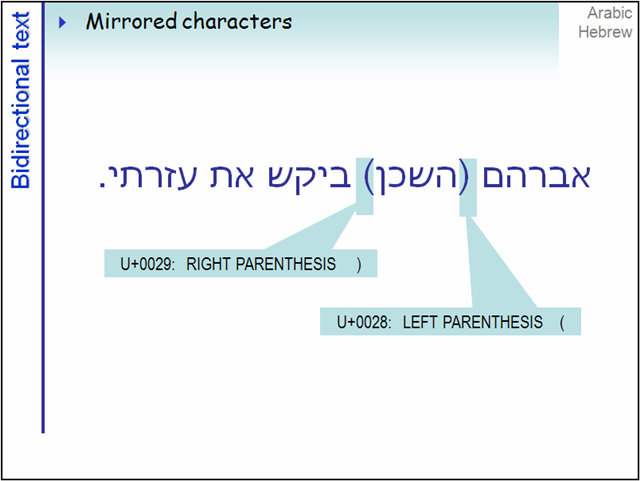 Bidirectional text
Mirrored characters
Arabic
Hebrew
אברהם (השכן) ביקש את עזרתי.
U+0029: RIGHT PARENTHESIS )
U+0028: LEFT PARENTHESIS (